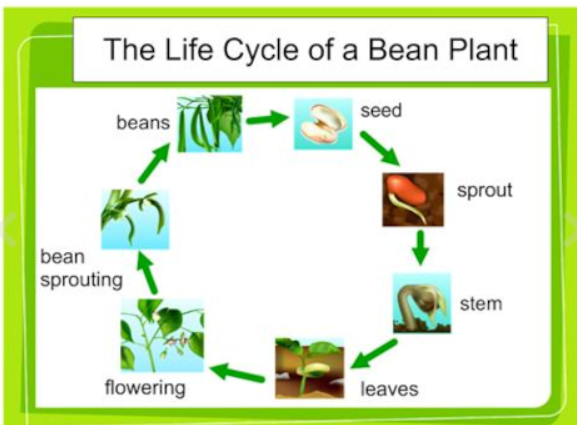 The Life Cycle of a Bean Plant
beans
seed
sprout
stem
leaves
flowering
bean
sprouting